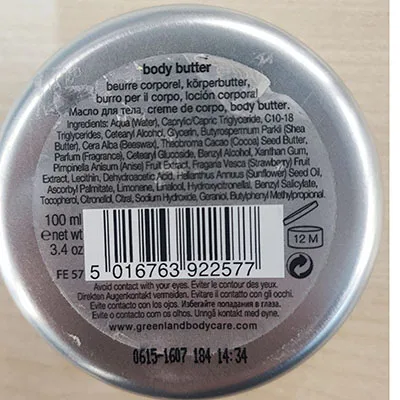 body butter
beurre corporel, körperbutter,
burro per il corpo, loción corporal
Масло для тела, creme de corpo, body butter.
Ingredients: Aqua (Water), Caprylic/Capric Triglyceride, C10-18
Triglycerides, Cetearyl Alcohol, Glycerin, Butyrospermum Parkii (Shea
Butter), Cera Alba (Beeswax), Theobroma Cacao (Cocoa) Seed Butter,
Parfum (Fragrance), Cetearyl Glucoside, Benzyl Alcohol, Xanthan Gum,
Pimpinella Anisum (Anise) Fruit Extract, Fragaria Vesca (Strawberry) Fruit
Extract, Lecithin, Dehydroacetic Acid, Helianthus Annuus (Sunflower) Seed Oil,
Ascorbyl Palmitate, Limonene, Linalool, Hydroxycitronellal, Benzyl Salicylate,
Tocopherol, Citronellol, Citral, Sodium Hydroxide, Geraniol, Butylphenyl Methylpropional.
100 ml
e net wt
3.4 oz
FE 57
12 M
5 016763 922577
Avoid contact with your eyes. Eviter le contour des yeux.
Direkten Augenkontakt vermeiden. Evitare il contatto con gli occhi.
Evite contacto con los ojos. Избегайте попадания в глаза.
Evite contacto com os olhos. Unngå kontakt med øyne.
www.greenlandbodycare.com
0615-1607 184 14:34